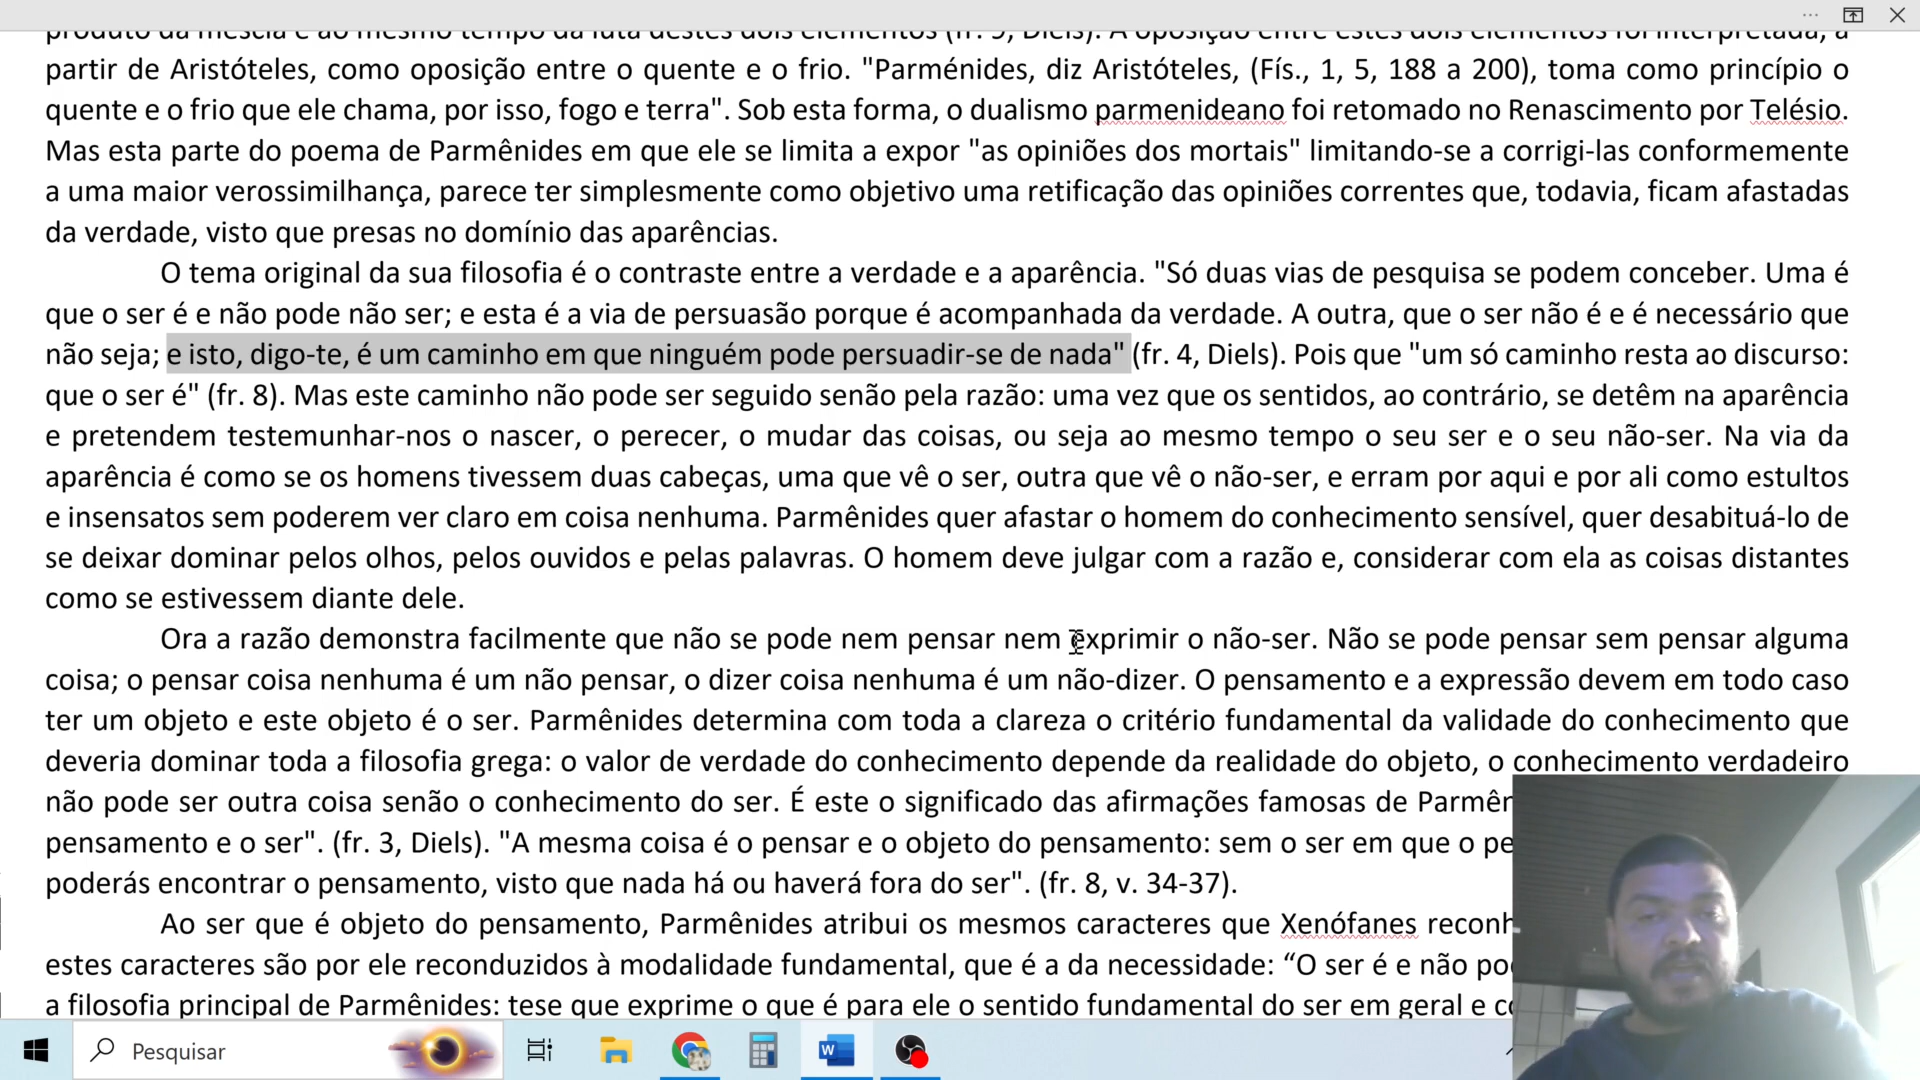 produto da mescla e ao mesmo tempo da luta destes dois elementos (fr. 9, Diels). A oposição entre estes dois elementos foi interpretada, a
partir de Aristóteles, como oposição entre o quente e o frio. "Parménides, diz Aristóteles, (Fís., 1, 5, 188 a 200), toma como princípio o
quente e o frio que ele chama, por isso, fogo e terra". Sob esta forma, o dualismo parmenideano foi retomado no Renascimento por Telésio.
Mas esta parte do poema de Parmênides em que ele se limita a expor "as opiniões dos mortais" limitando-se a corrigi-las conformemente
a uma maior verossimilhança, parece ter simplesmente como objetivo uma retificação das opiniões correntes que, todavia, ficam afastadas
da verdade, visto que presas no domínio das aparências.
O tema original da sua filosofia é o contraste entre a verdade e a aparência. "Só duas vias de pesquisa se podem conceber. Uma é
que o ser é e não pode não ser; e esta é a via de persuasão porque é acompanhada da verdade. A outra, que o ser não é e é necessário que
não seja; e isto, digo-te, é um caminho em que ninguém pode persuadir-se de nada" (fr. 4, Diels). Pois que "um só caminho resta ao discurso:
que o ser é" (fr. 8). Mas este caminho não pode ser seguido senão pela razão: uma vez que os sentidos, ao contrário, se detêm na aparência
e pretendem testemunhar-nos o nascer, o perecer, o mudar das coisas, ou seja ao mesmo tempo o seu ser e o seu não-ser. Na via da
aparência é como se os homens tivessem duas cabeças, uma que vê o ser, outra que vê o não-ser, e erram por aqui e por ali como estultos
e insensatos sem poderem ver claro em coisa nenhuma. Parmênides quer afastar o homem do conhecimento sensível, quer desabituá-lo de
se deixar dominar pelos olhos, pelos ouvidos e pelas palavras. O homem deve julgar com a razão e, considerar com ela as coisas distantes
como se estivessem diante dele.
Ora a razão demonstra facilmente que não se pode nem pensar nem exprimir o não-ser. Não se pode pensar sem pensar alguma
coisa; o pensar coisa nenhuma é um não pensar, o dizer coisa nenhuma é um não-dizer. O pensamento e a expressão devem em todo caso
ter um objeto e este objeto é o ser. Parmênides determina com toda a clareza o critério fundamental da validade do conhecimento que
deveria dominar toda a filosofia grega: o valor de verdade do conhecimento depende da realidade do objeto, o conhecimento verdadeiro
não pode ser outra coisa senão o conhecimento do ser. É este o significado das afirmações famosas de Parmên
pensamento e o ser". (fr. 3, Diels). "A mesma coisa é o pensar e o objeto do pensamento: sem o ser em que o pe
poderás encontrar o pensamento, visto que nada há ou haverá fora do ser". (fr. 8, v. 34-37).
Ao ser que é objeto do pensamento, Parmênides atribui os mesmos caracteres que Xenófanes reconh
estes caracteres são por ele reconduzidos à modalidade fundamental, que é a da necessidade: “O ser é e não po
a filosofia principal de Parmênides: tese que exprime o que é para ele o sentido fundamental do ser em geral e c
Pesquisar